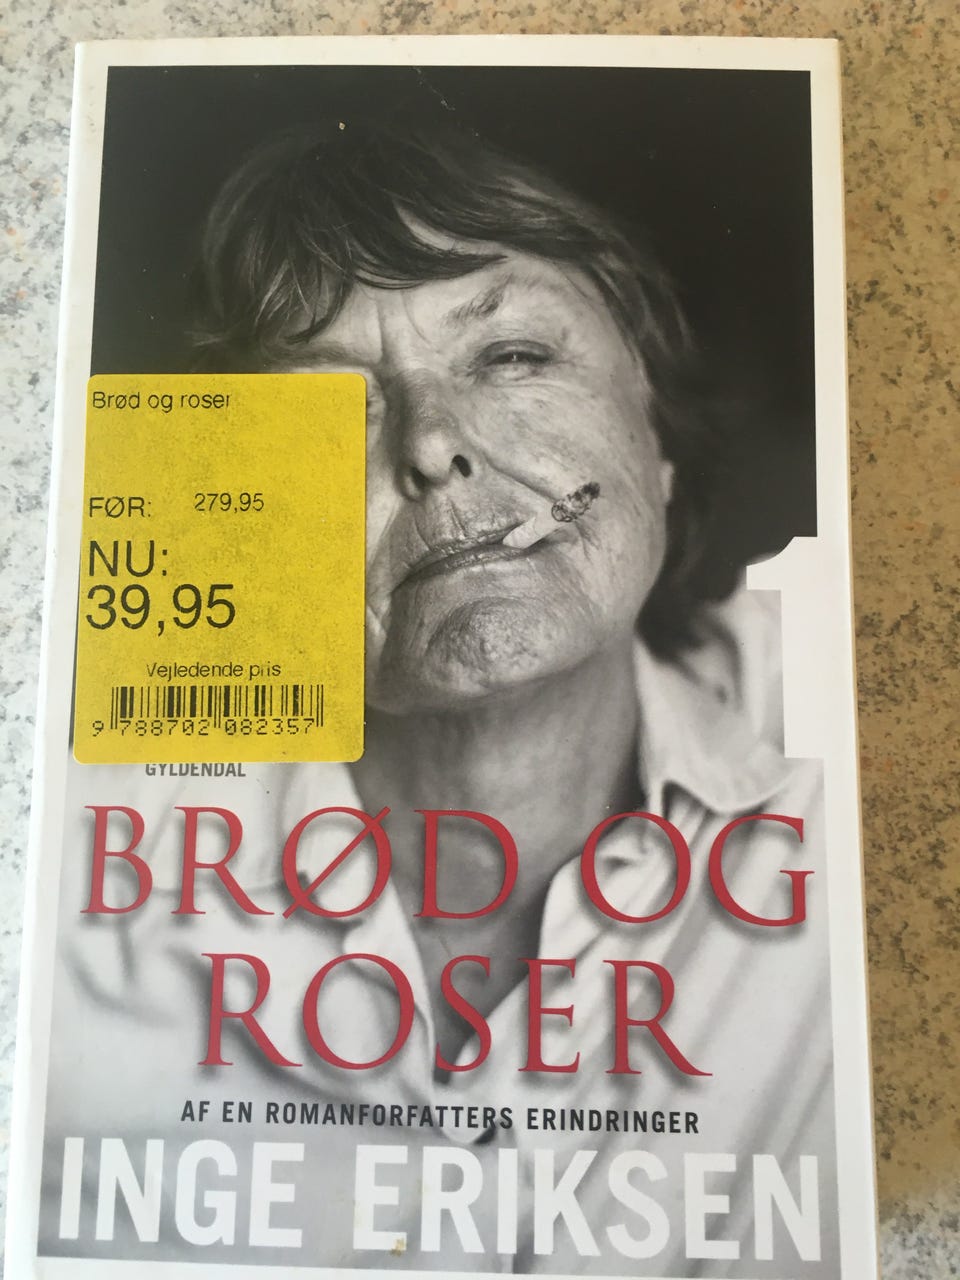 Brød og roser
FØR: 279,95
NU:
39,95
Vejledende pris
9 788702 082357
1
GYLDENDAL
BRØD OG
ROSER
AF EN ROMANFORFATTERS ERINDRINGER
INGE ERIKSEN